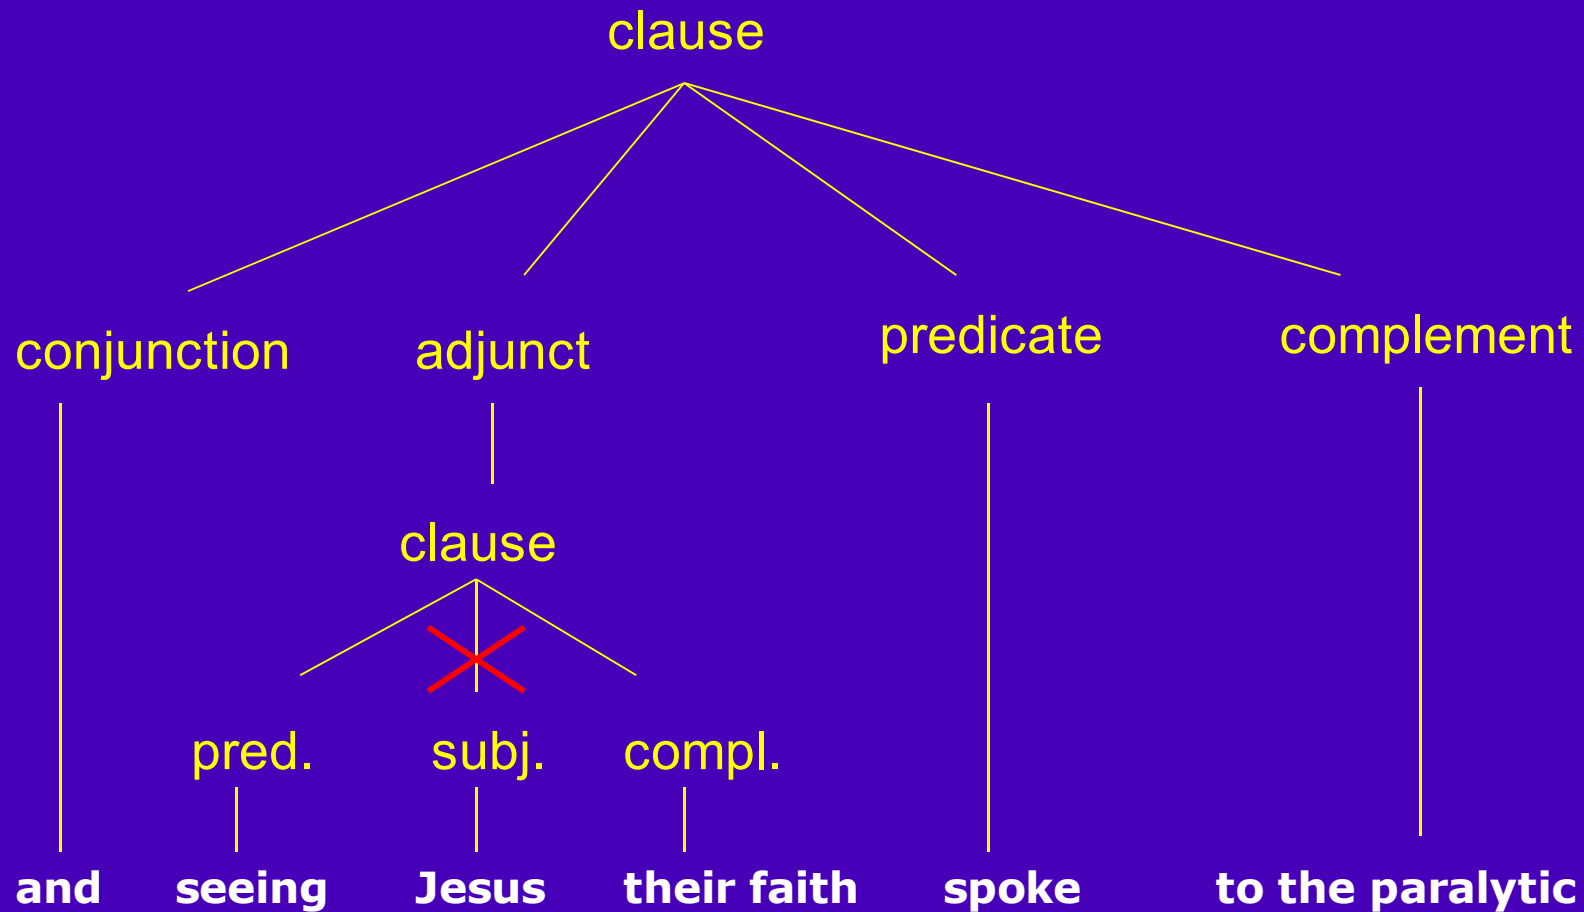 clause
conjunction adjunct predicate complement
clause
pred. subj. compl.
and seeing Jesus their faith spoke to the paralytic